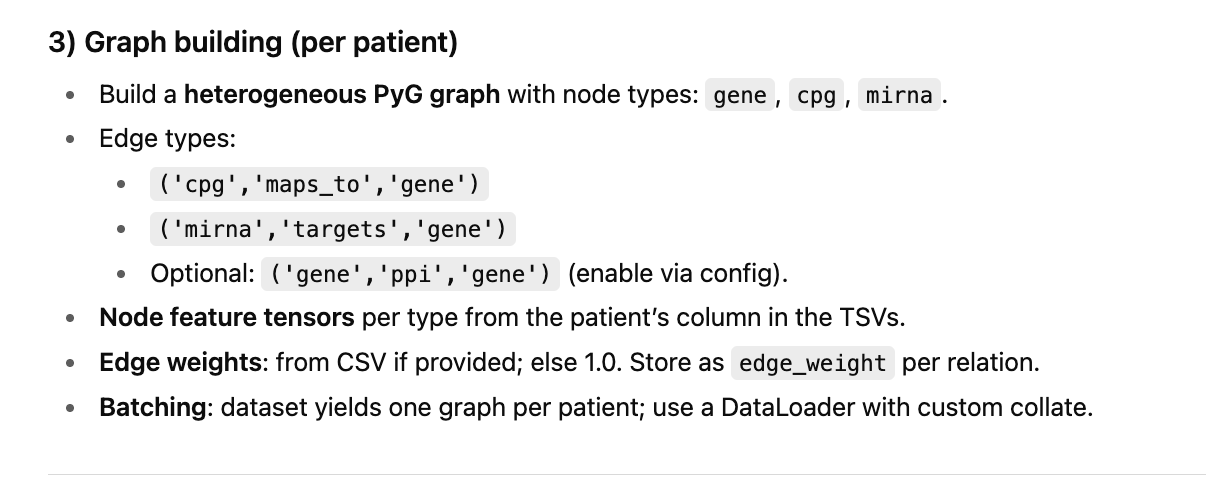 3) Graph building (per patient)
Build a heterogeneous PyG graph with node types: gene, cpg, mirna.
Edge types:
('cpg','maps_to','gene')
('mirna','targets','gene')
Optional: ('gene','ppi','gene') (enable via config).
Node feature tensors per type from the patient’s column in the TSVs.
Edge weights: from CSV if provided; else 1.0. Store as edge_weight per relation.
Batching: dataset yields one graph per patient; use a DataLoader with custom collate.